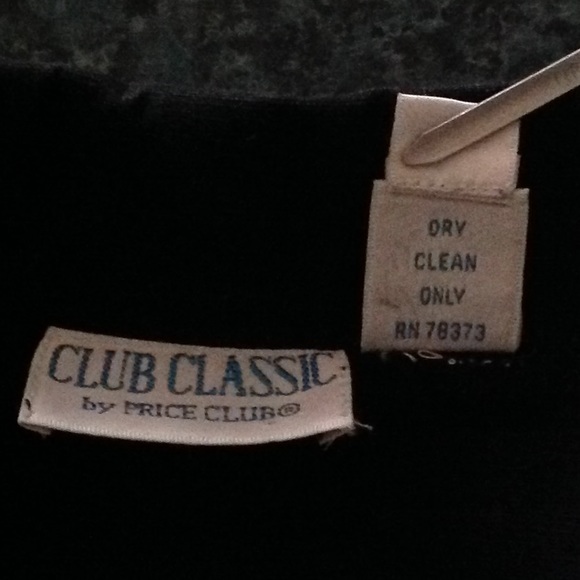 DRY
CLEAN
ONLY
RN 78373
CLUB CLASSIC
by PRICE CLUB®